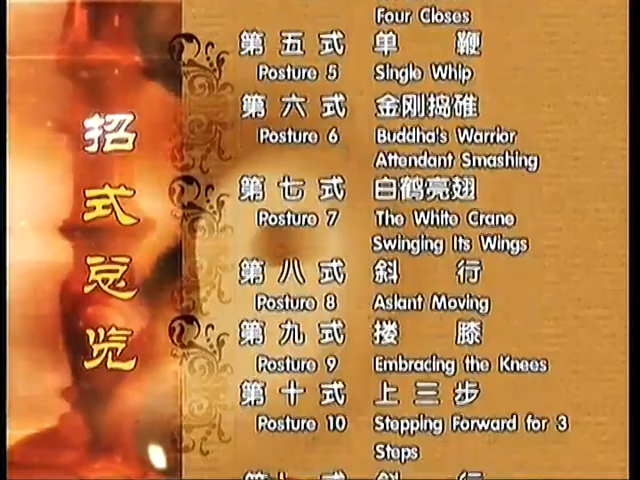 招式总览
Four Closes
第五式 单鞭
Posture 5 Single Whip
第六式 金刚捣碓
Posture 6 Buddha's Warrior
Attendant Smashing
第七式 白鹤亮翅
Posture 7 The White Crane
Swinging Its Wings
第八式 斜行
Posture 8 Aslant Moving
第九式 搂膝
Posture 9 Embracing the Knees
第十式 上三步
Posture 10 Stepping Forward for 3
Steps